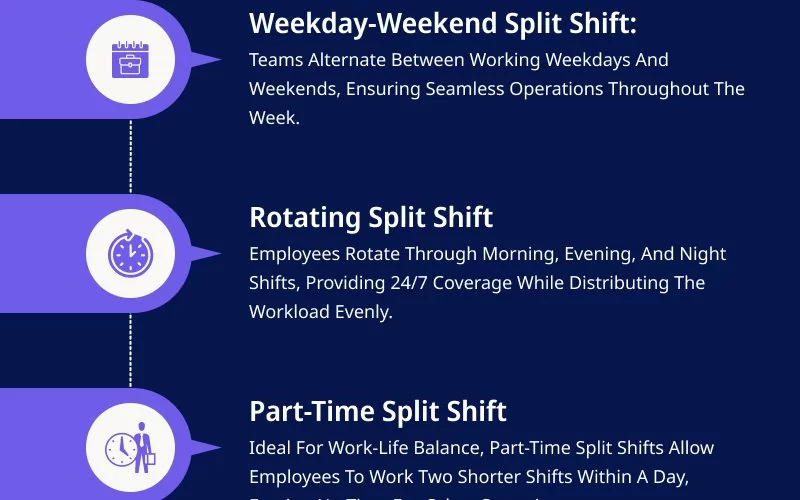 Weekday-Weekend Split Shift:
Teams Alternate Between Working Weekdays And
Weekends, Ensuring Seamless Operations Throughout The
Week.
Rotating Split Shift
Employees Rotate Through Morning, Evening, And Night
Shifts, Providing 24/7 Coverage While Distributing The
Workload Evenly.
Part-Time Split Shift
Ideal For Work-Life Balance, Part-Time Split Shifts Allow
Employees To Work Two Shorter Shifts Within A Day,